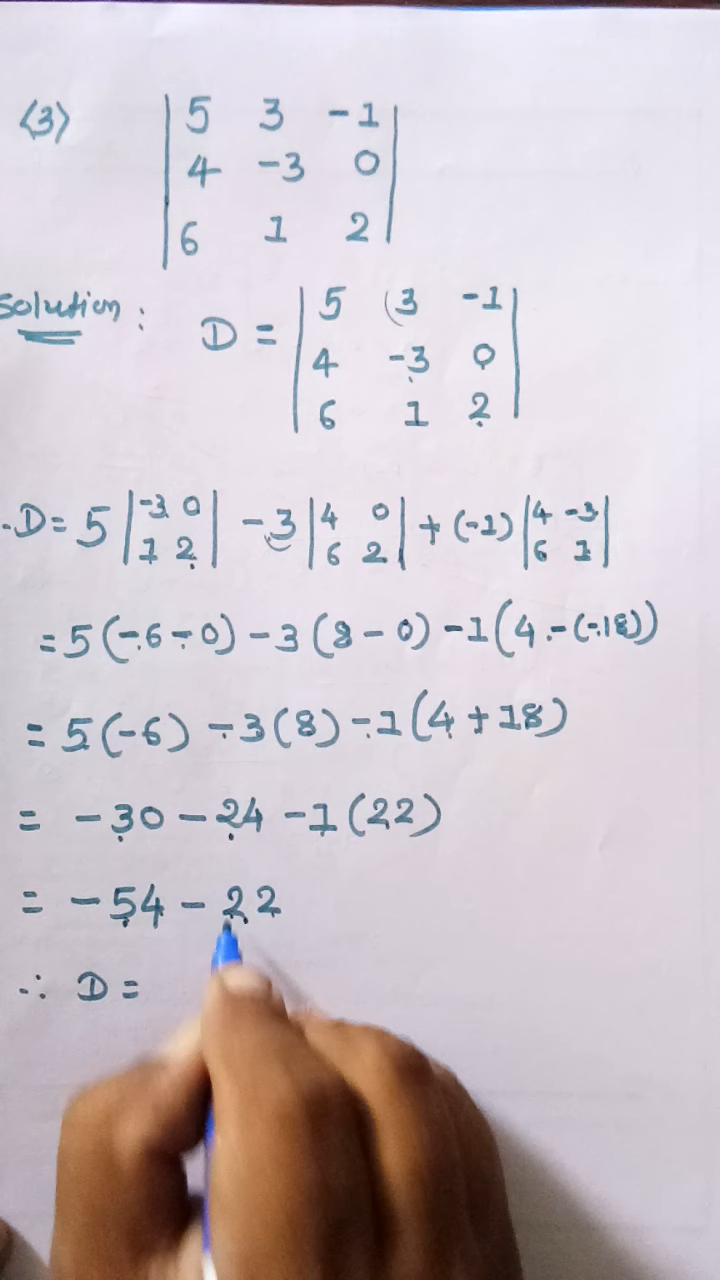 (3) | 5 3 -1 |
| 4 -3 0 |
| 6 1 2 |
Solution : D = | 5 3 -1 |
| 4 -3 0 |
| 6 1 2 |
∴D = 5 | -3 0 | -3 | 4 0 | + (-1) | 4 -3 |
| 1 2 | | 6 2 | | 6 1 |
= 5(-6-0) -3(8-0) -1(4-(-18))
= 5(-6) -3(8) -1(4+18)
= -30 -24 -1(22)
= -54 -22
∴ D =